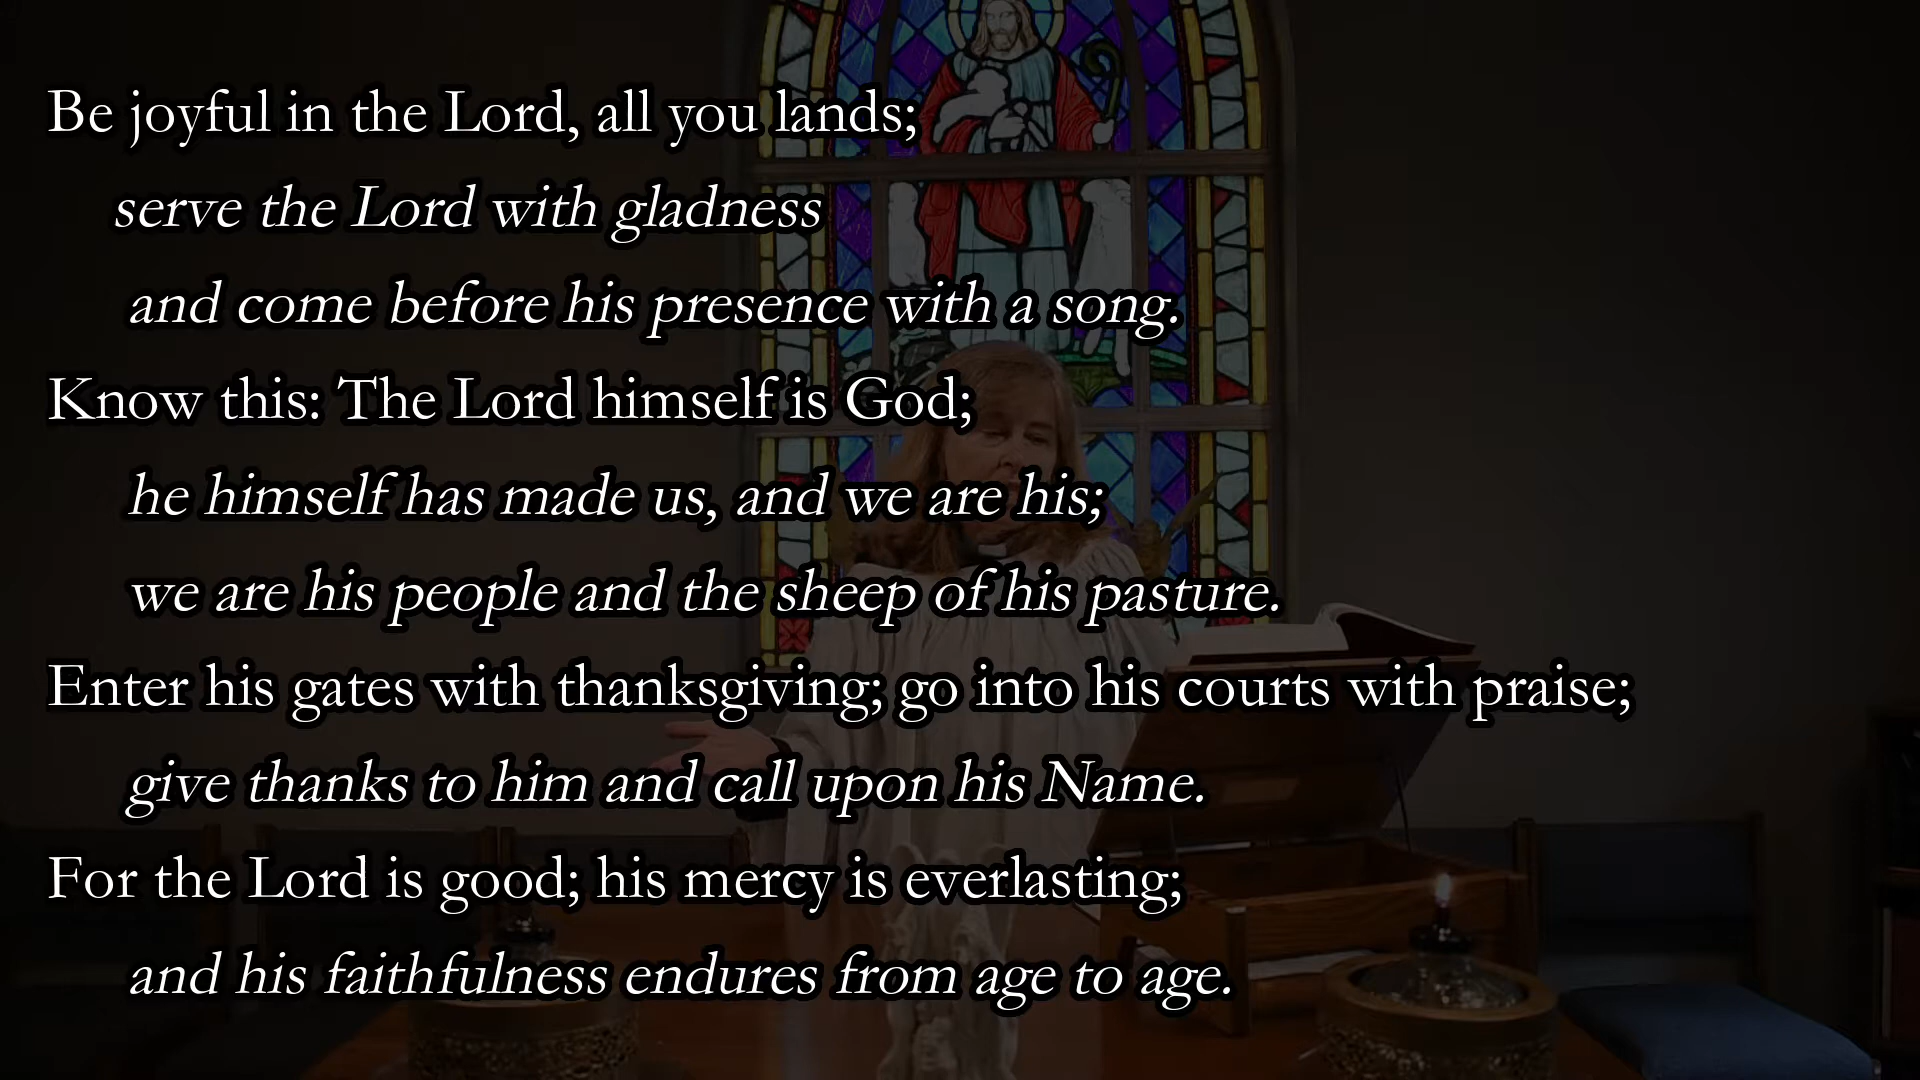 Be joyful in the Lord, all you lands;
serve the Lord with gladness
and come before his presence with a song.
Know this: The Lord himself is God;
he himself has made us, and we are his;
we are his people and the sheep of his pasture.
Enter his gates with thanksgiving; go into his courts with praise;
give thanks to him and call upon his Name.
For the Lord is good; his mercy is everlasting;
and his faithfulness endures from age to age.